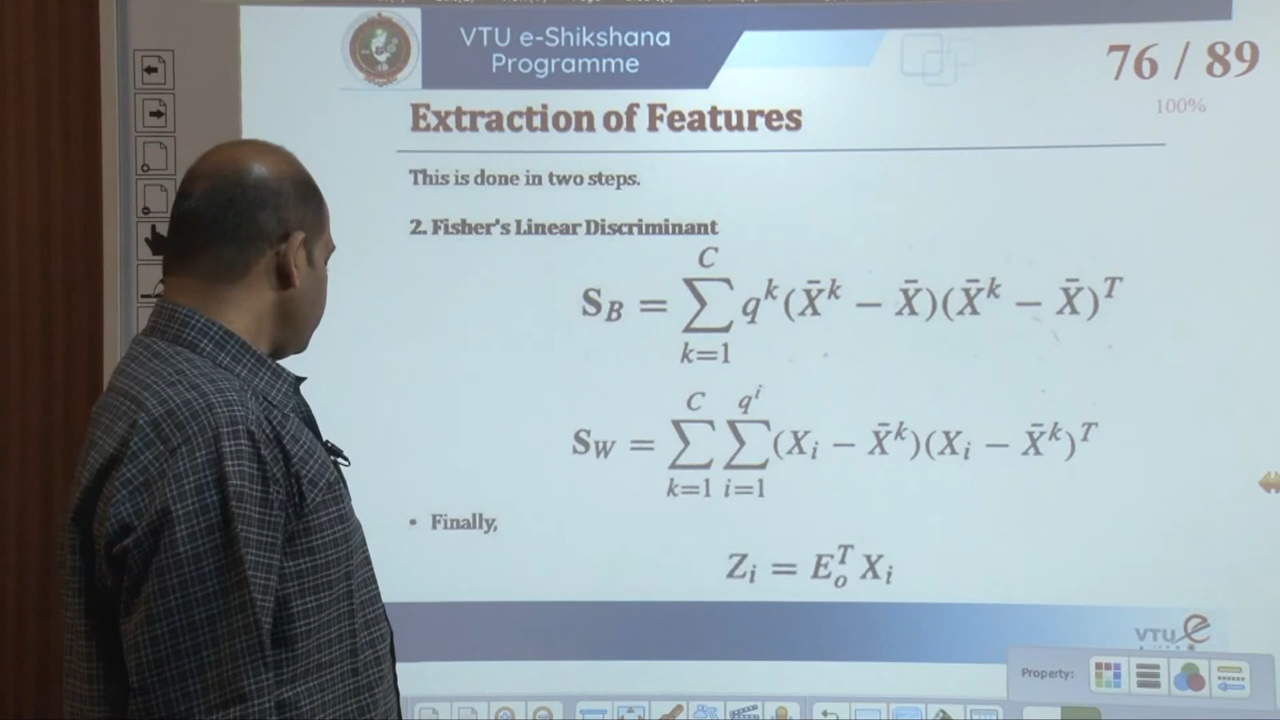 VTU e-Shikshana
Programme
76 / 89
100%
Extraction of Features
This is done in two steps.
2. Fisher's Linear Discriminant
S_B = \sum_{k=1}^{C} q^k (\bar{X}^k − \bar{X})(\bar{X}^k − \bar{X})^T
S_W = \sum_{k=1}^{C} \sum_{i=1}^{q^i} (X_i − \bar{X}^k)(X_i − \bar{X}^k)^T
• Finally,
Z_i = E_o^T X_i
VTU e
Property: